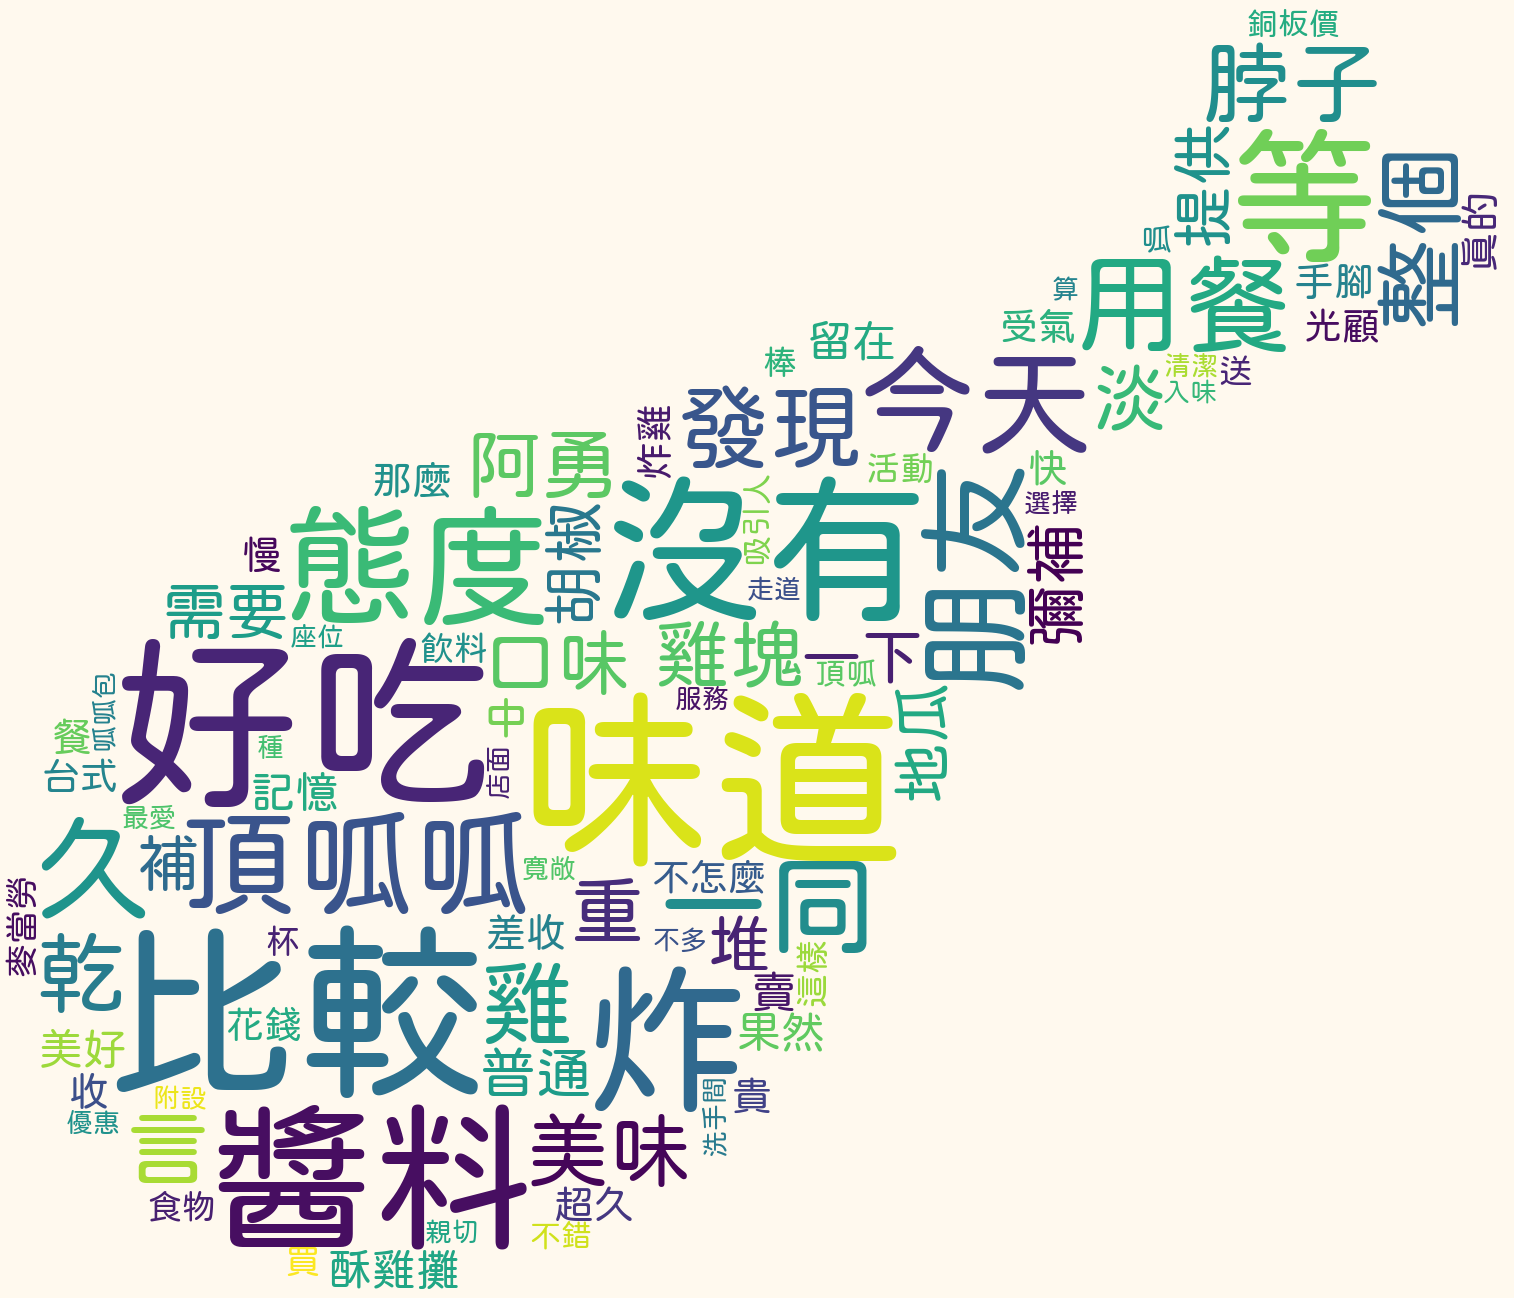 銅板價
脖子
提供
等
整個
真的
呱
用餐
手腳
算
受氣
光顧
留在
棒
今天
淡
清潔
入味
送
炸雞
發現
那麼
阿勇
活動
快
選擇
慢
態度
胡椒
沒有
吸引人
走道
朋友
彌補
需要
座位
飲料
口味
雞塊
一下
頂呱
服務
好吃
呱呱包
餐
台式
種
記憶
中
店面
味道
地瓜
最愛
久
補
頂呱呱
寬敞
重
不怎麼
一同
麥當勞
乾
杯
差收
不多
堆
這樣
賣
比較
花錢
雞
炸
果然
美好
普通
收
優惠
附設
貴
洗手間
言
醬料
美味
食物
超久
親切
不錯
買
酥雞攤